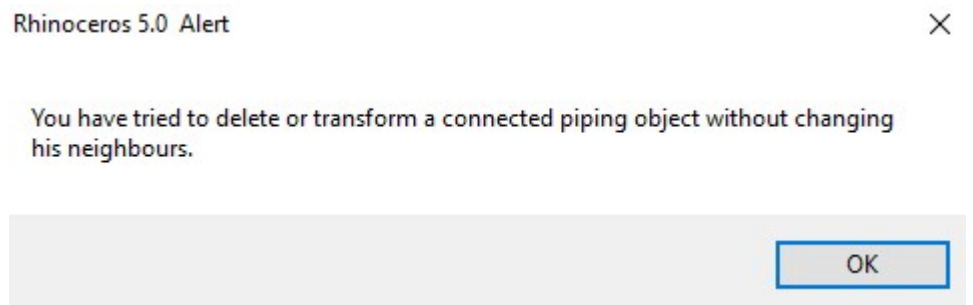 Rhinoceros 5.0 Alert
You have tried to delete or transform a connected piping object without changing
his neighbours.
OK